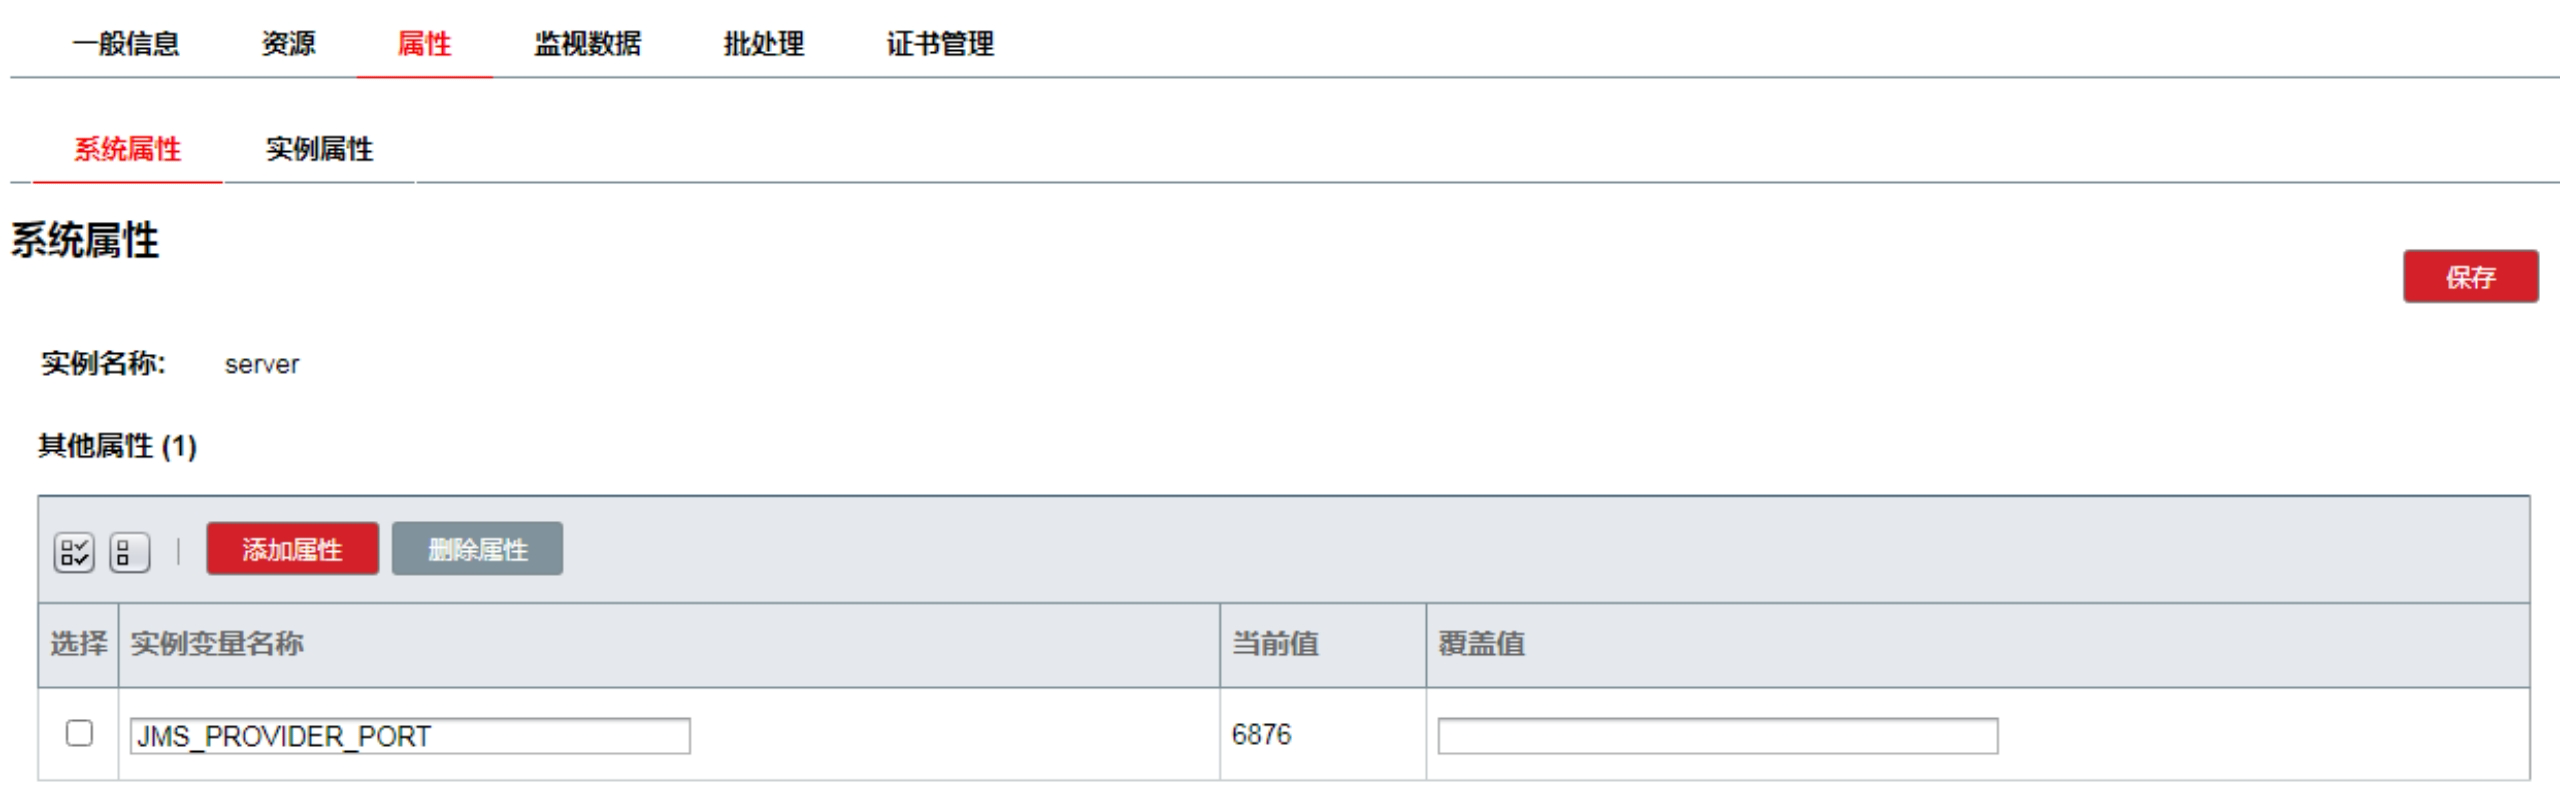 一般信息 资源 属性 监视数据 批处理 证书管理
系统属性 实例属性
系统属性
保存
实例名称: server
其他属性 (1)
添加属性 删除属性
选择 实例变量名称 当前值 覆盖值
JMS_PROVIDER_PORT 6876